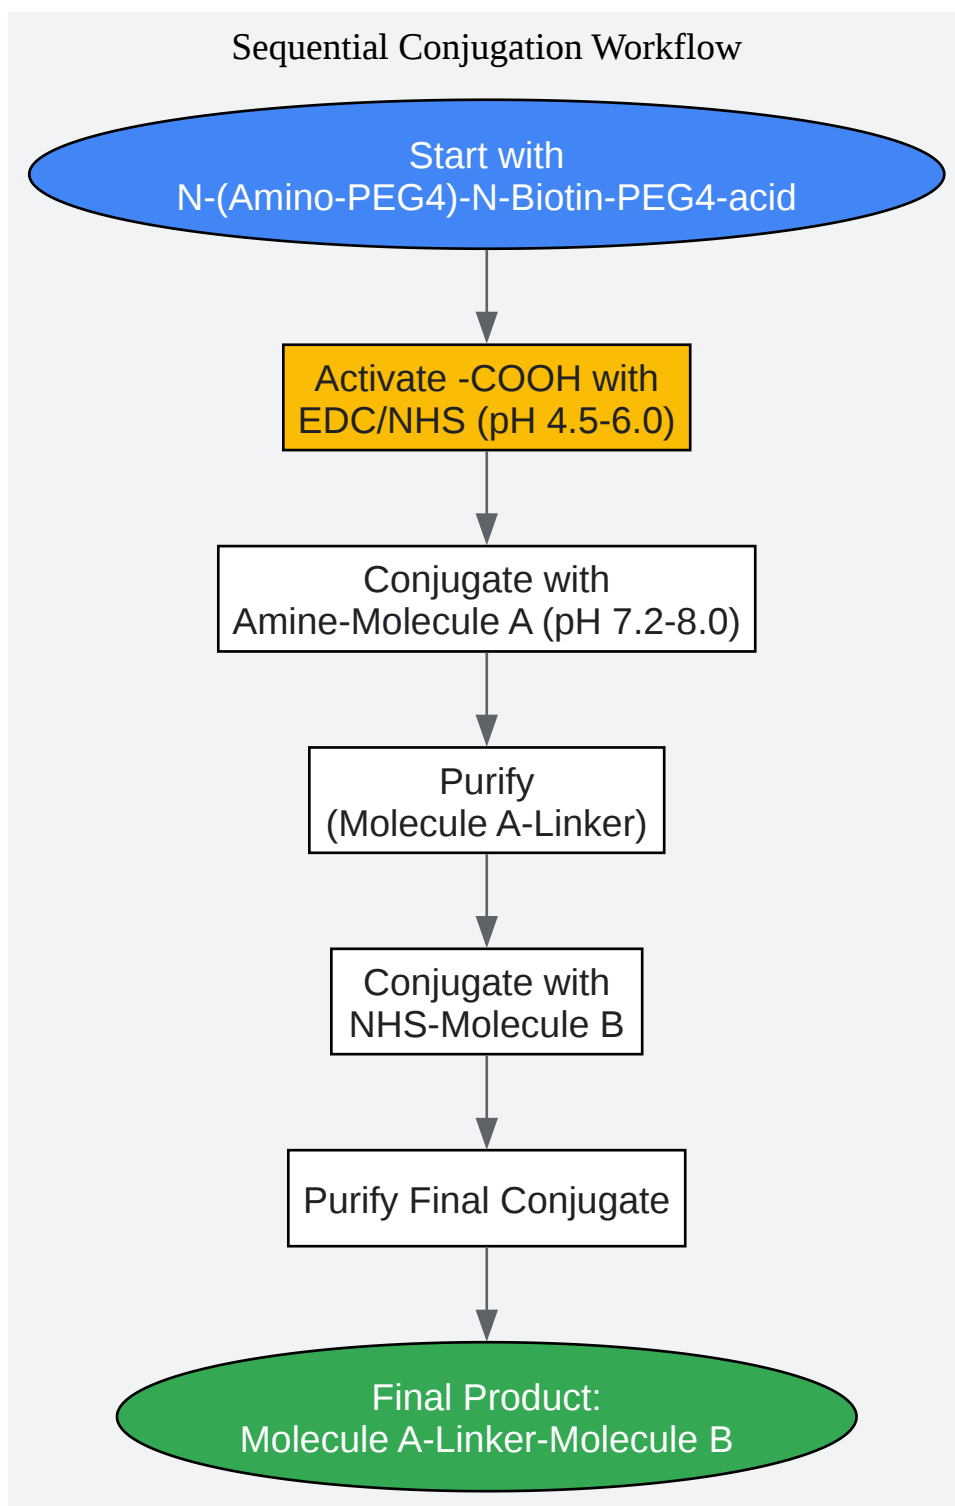 Sequential Conjugation Workflow
Start with
N-(Amino-PEG4)-N-Biotin-PEG4-acid
Activate -COOH with
EDC/NHS (pH 4.5-6.0)
Conjugate with
Amine-Molecule A (pH 7.2-8.0)
Purify
(Molecule A-Linker)
Conjugate with
NHS-Molecule B
Purify Final Conjugate
Final Product:
Molecule A-Linker-Molecule B